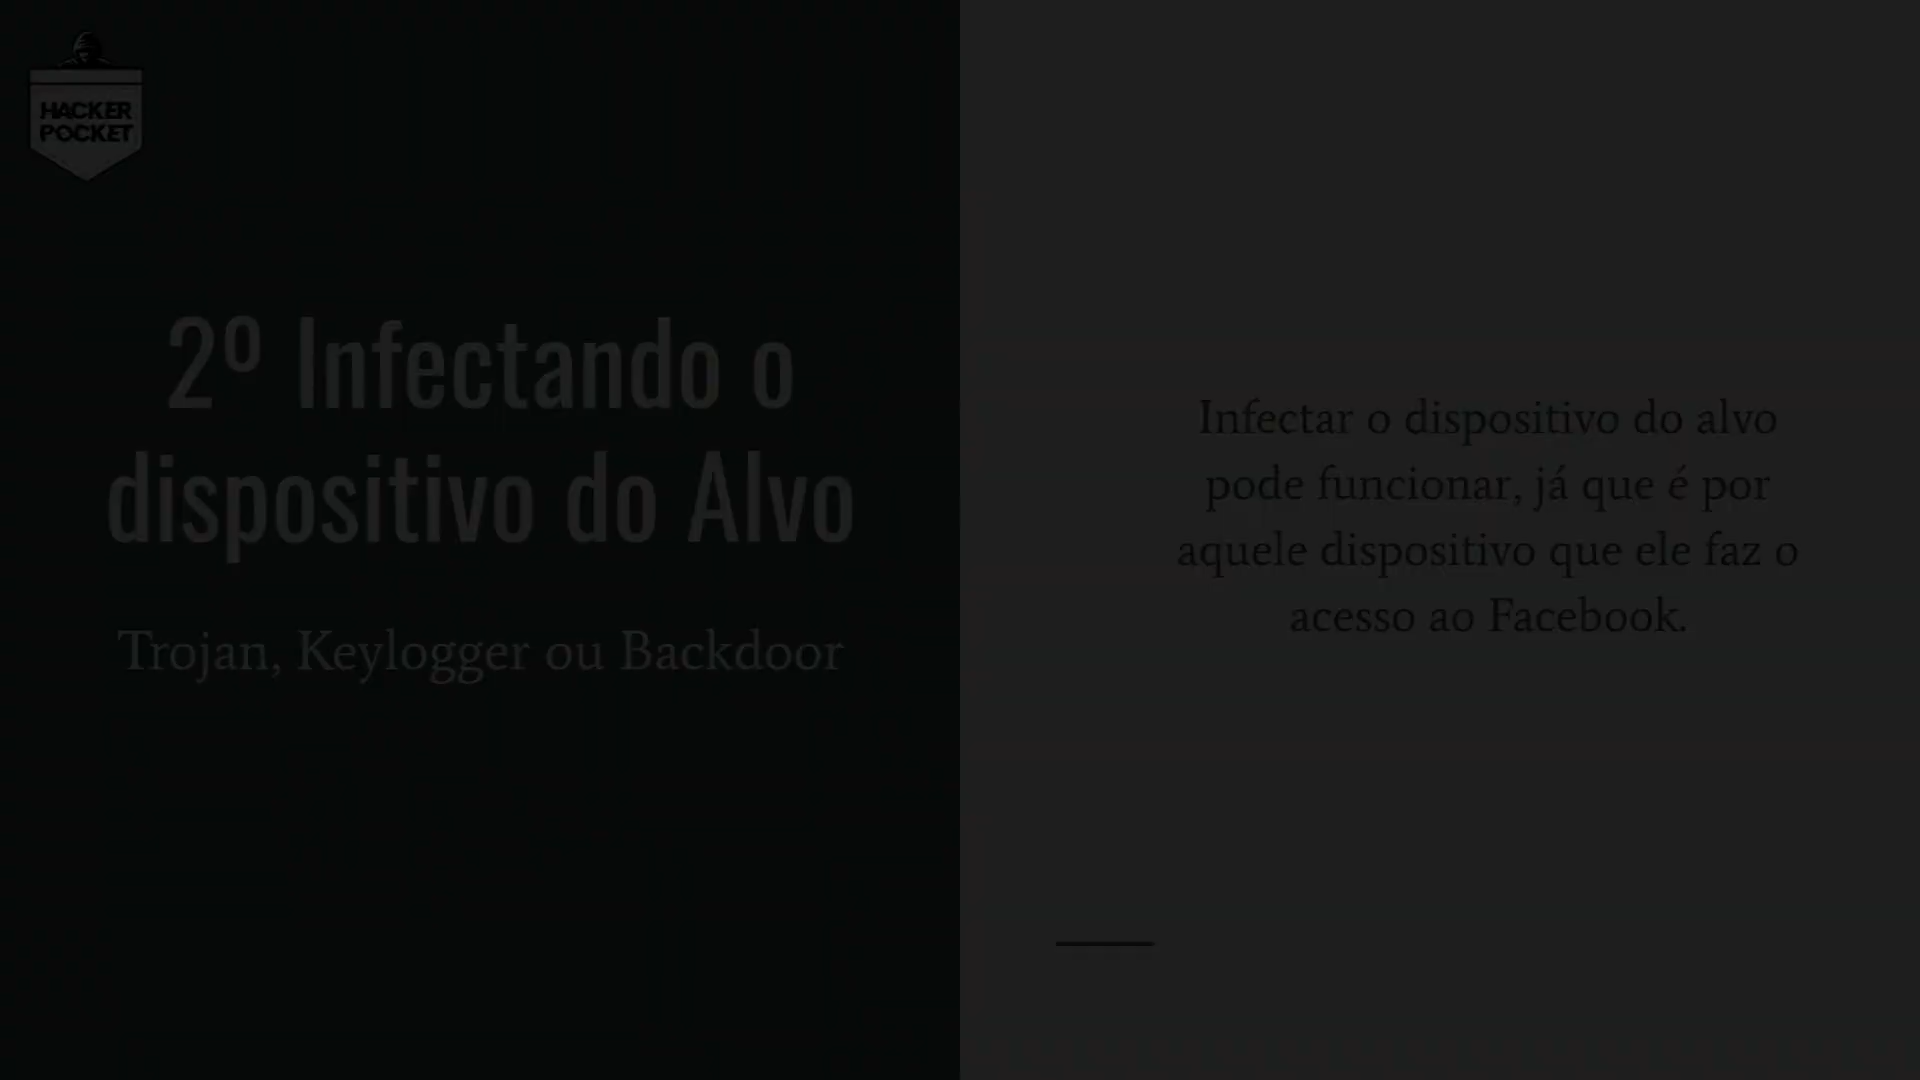 HACKER
POCKET
2º Infectando o
dispositivo do Alvo
Trojan, Keylogger ou Backdoor
Infectar o dispositivo do alvo
pode funcionar, já que é por
aquele dispositivo que ele faz o
acesso ao Facebook.